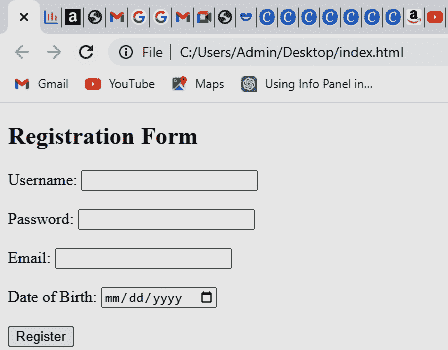 File C:/Users/Admin/Desktop/index.html
Gmail YouTube Maps Using Info Panel in...
Registration Form
Username:
Password:
Email:
Date of Birth: mm/dd/yyyy
Register